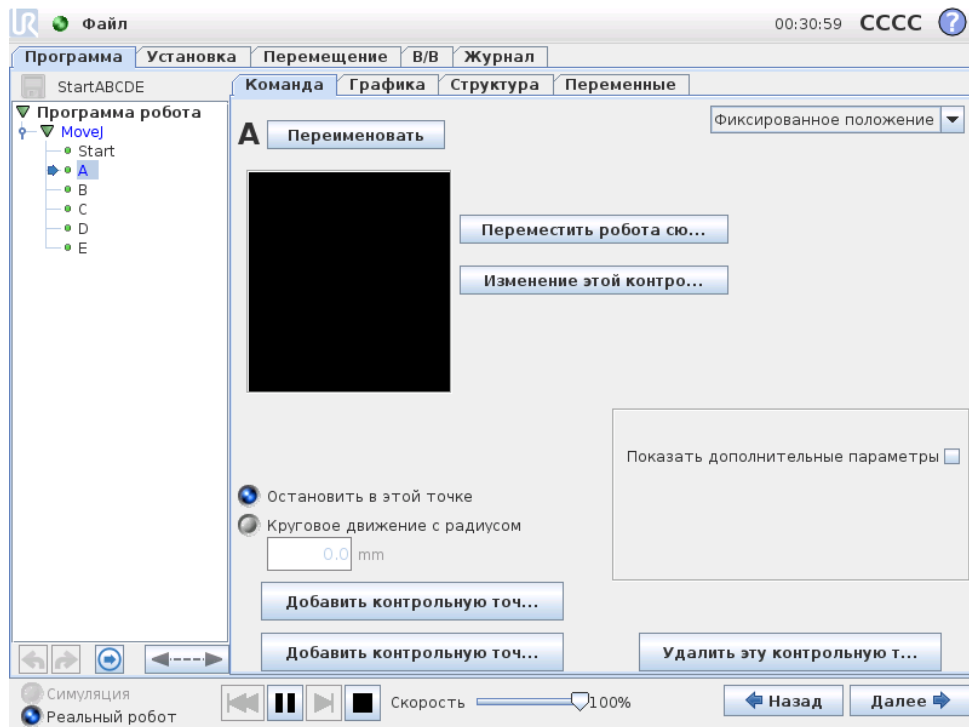 UR Файл 00:30:59 CCCC ?
Программа Установка Перемещение В/В Журнал
StartABCDE
Команда Графика Структура Переменные
Программа робота
MoveJ
Start
A
B
C
D
E
A Переименовать
Фиксированное положение
Переместить робота сю...
Изменение этой контро...
Показать дополнительные параметры
Остановить в этой точке
Круговое движение с радиусом
0.0 mm
Добавить контрольную точ...
Добавить контрольную точ...
Удалить эту контрольную т...
Симуляция
Реальный робот
Скорость 100%
Назад Далее